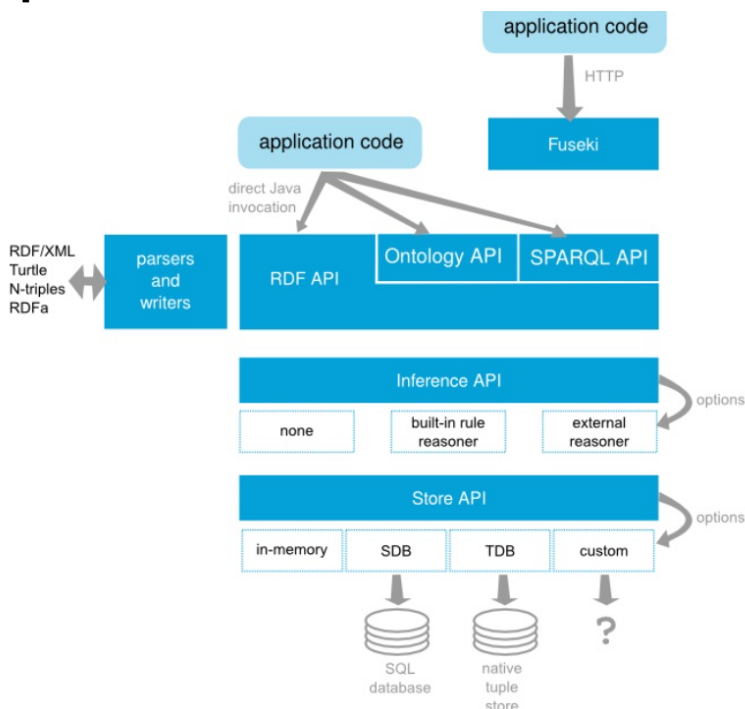 application code
HTTP
Fuseki
application code
direct Java
invocation
RDF/XML
Turtle
N-triples
RDFa
parsers
and
writers
RDF API
Ontology API
SPARQL API
Inference API
options
none
built-in rule
reasoner
external
reasoner
Store API
options
in-memory
SDB
TDB
custom
?
SQL
database
native
tuple
store